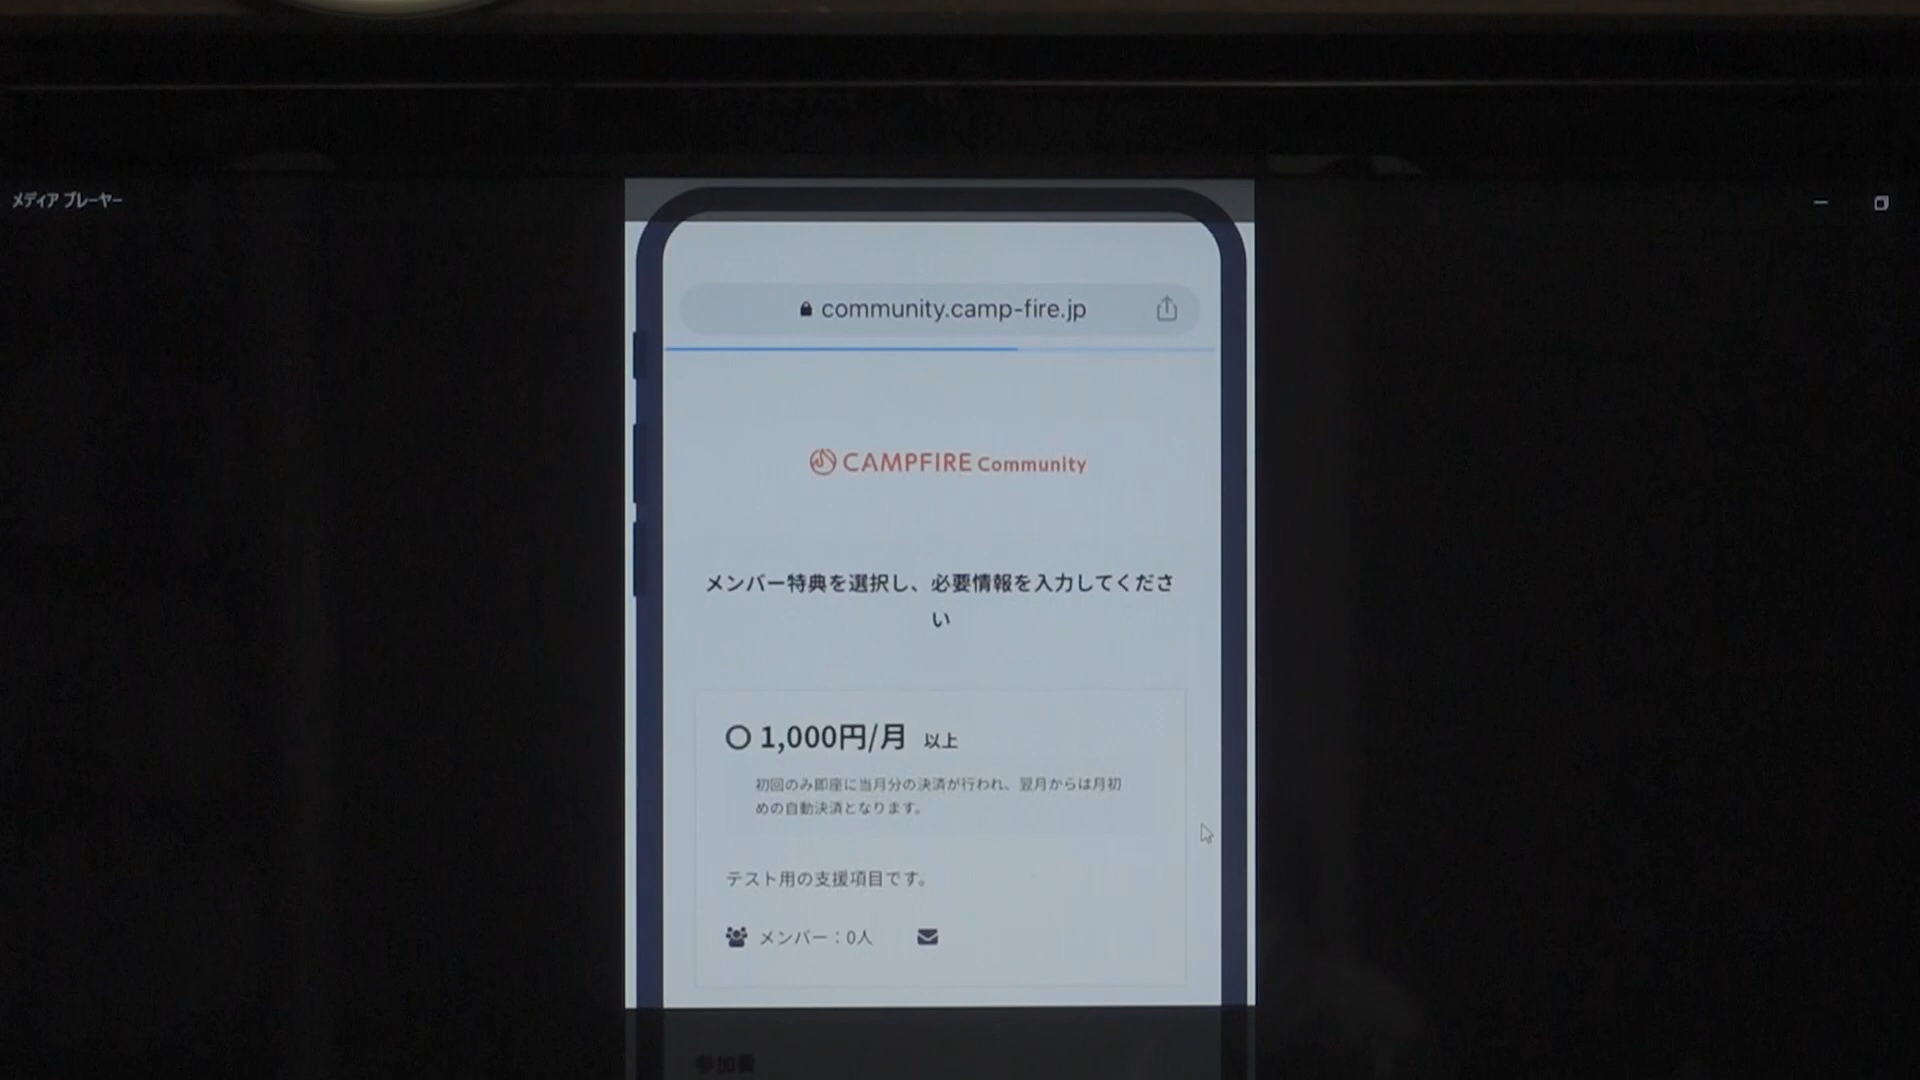 メディア プレーヤー
community.camp-fire.jp
CAMPFIRE Community
メンバー特典を選択し、必要情報を入力してくださ
い
1,000円/月 以上
初回のみ即座に当月分の決済が行われ、翌月からは月初
めの自動決済となります。
テスト用の支援項目です。
メンバー：0人
参加費